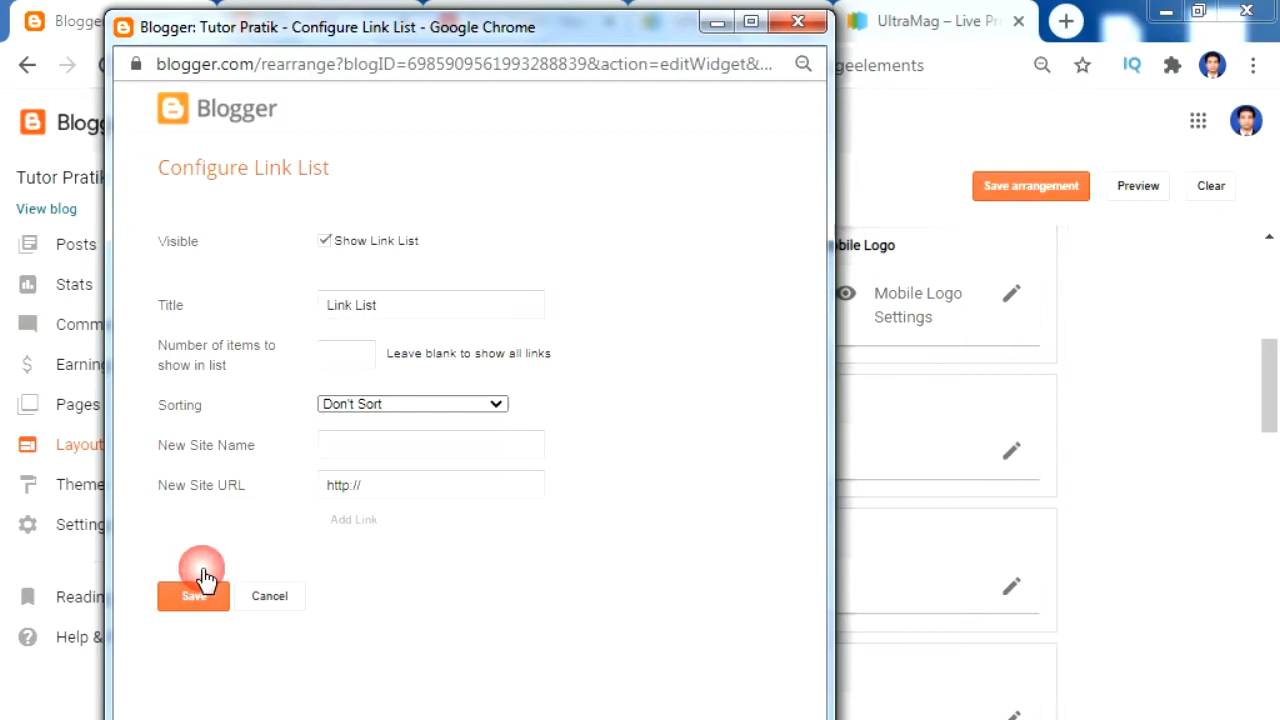 Blogge
UltraMag – Live Pr
Blogger: Tutor Pratik - Configure Link List - Google Chrome
blogger.com/rearrange?blogID=6985909561993288839&action=editWidget&...
geelements
IQ
Blogg
Blogger
Configure Link List
Tutor Pratik
View blog
Save arrangement
Preview
Clear
Posts
Stats
Comm
Earning
Pages
Layout
Theme
Setting
Readin
Help &
Visible
Show Link List
Title
Link List
Number of items to
show in list
Leave blank to show all links
Sorting
Don't Sort
New Site Name
New Site URL
http://
Add Link
Save
Cancel
bile Logo
Mobile Logo
Settings